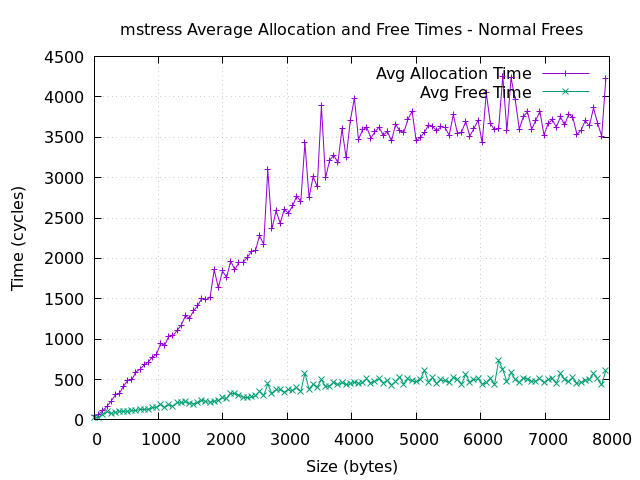 mstress Average Allocation and Free Times - Normal Frees
4500
4000
3500
3000
2500
2000
1500
1000
500
0
Time (cycles)
Avg Allocation Time
Avg Free Time
0 1000 2000 3000 4000 5000 6000 7000 8000
Size (bytes)